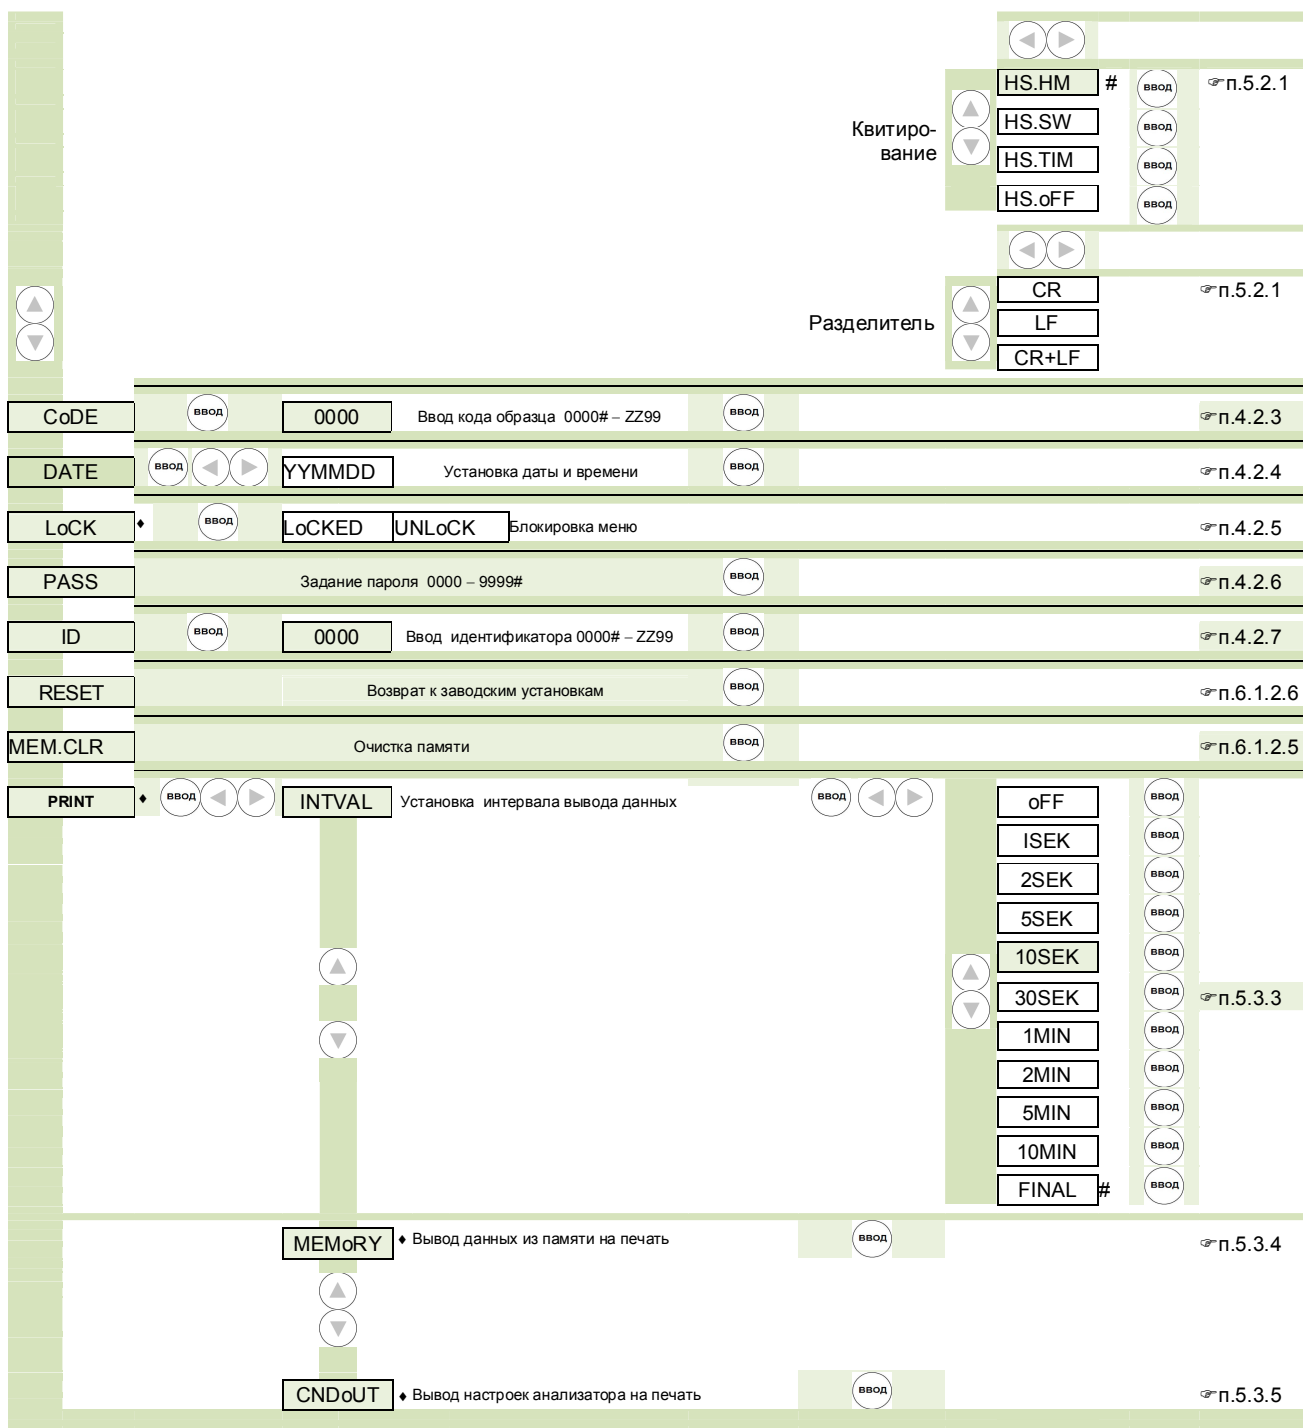 HS.HM # ввод ☞п.5.2.1
Квитиро-
вание
HS.SW ввод
HS.TIM ввод
HS.oFF ввод
CR ☞п.5.2.1
Разделитель LF
CR+LF
CoDE ввод 0000 Ввод кода образца 0000# – ZZ99 ввод ☞п.4.2.3
DATE ввод YYMMDD Установка даты и времени ввод ☞п.4.2.4
LoCK ♦ ввод LoCKED UNLoCK Блокировка меню ☞п.4.2.5
PASS Задание пароля 0000 – 9999# ввод ☞п.4.2.6
ID ввод 0000 Ввод идентификатора 0000# – ZZ99 ввод ☞п.4.2.7
RESET Возврат к заводским установкам ввод ☞п.6.1.2.6
MEM.CLR Очистка памяти ввод ☞п.6.1.2.5
PRINT ♦ ввод INTVAL Установка интервала вывода данных ввод oFF ввод
ISEK ввод
2SEK ввод
5SEK ввод
10SEK ввод
30SEK ввод ☞п.5.3.3
1MIN ввод
2MIN ввод
5MIN ввод
10MIN ввод
FINAL # ввод
MEMoRY ♦ Вывод данных из памяти на печать ввод ☞п.5.3.4
CNDoUT ♦ Вывод настроек анализатора на печать ввод ☞п.5.3.5